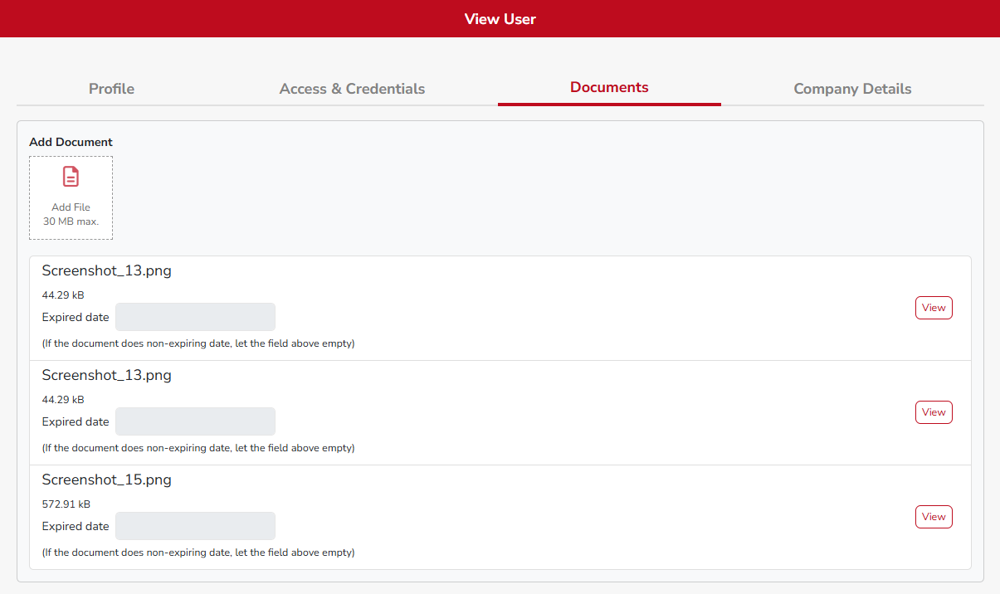 View User
Profile
Access & Credentials
Documents
Company Details
Add Document
Add File
30 MB max.
Screenshot_13.png
44.29 kB
View
Expired date
(If the document does non-expiring date, let the field above empty)
Screenshot_13.png
44.29 kB
View
Expired date
(If the document does non-expiring date, let the field above empty)
Screenshot_15.png
572.91 kB
View
Expired date
(If the document does non-expiring date, let the field above empty)